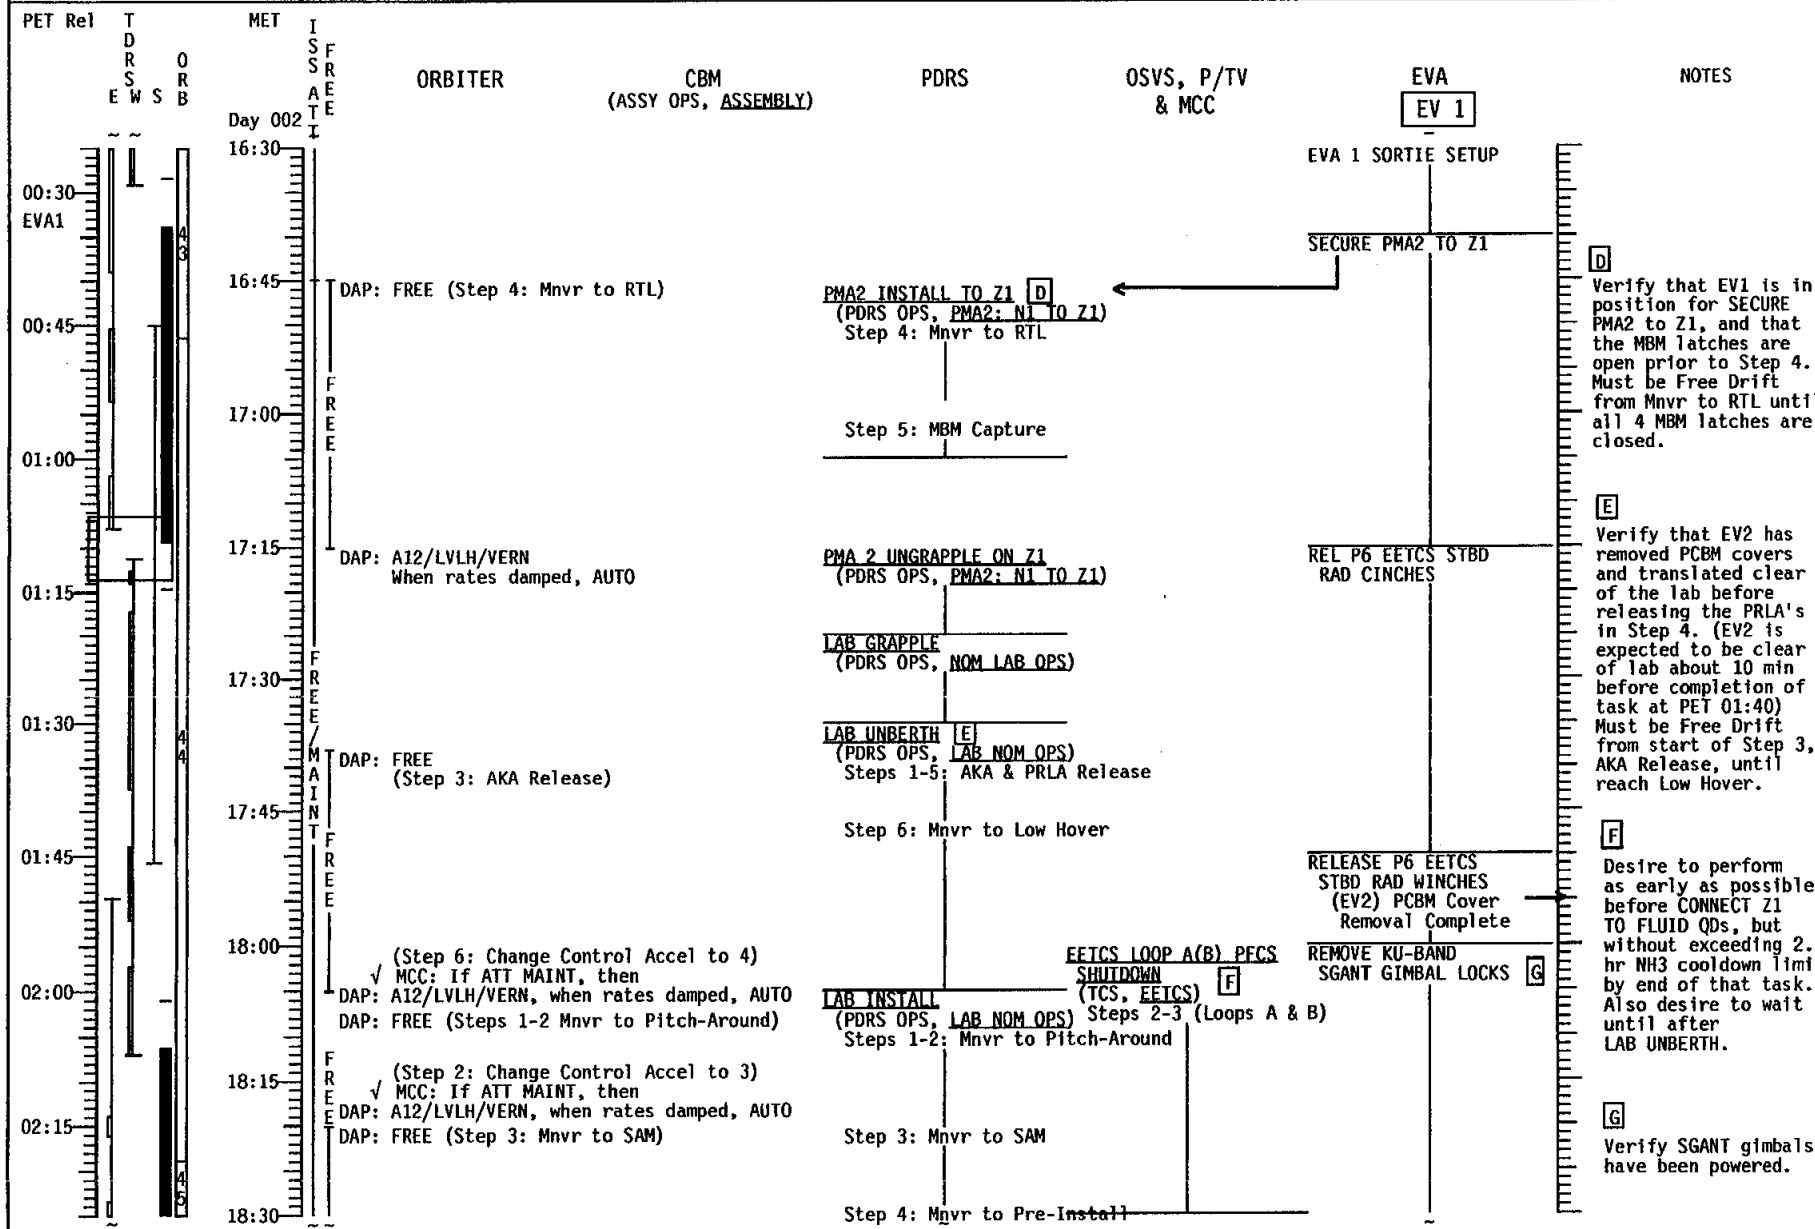 PET Rel
TDRS
E W S
ORB
MET
Day 002
ISS ATT
FREE
ORBITER
CBM
(ASSY OPS, ASSEMBLY)
PDRS
OSVS, P/TV
& MCC
EVA
EV 1
NOTES
00:30
EVA1
00:45
01:00
01:15
01:30
01:45
02:00
02:15
43
44
45
16:30
16:45
17:00
17:15
17:30
17:45
18:00
18:15
18:30
FREE/MAINT
FREE
FREE
FREE
DAP: FREE (Step 4: Mnvr to RTL)
DAP: A12/LVLH/VERN
When rates damped, AUTO
DAP: FREE
(Step 3: AKA Release)
(Step 6: Change Control Accel to 4)
√ MCC: If ATT MAINT, then
DAP: A12/LVLH/VERN, when rates damped, AUTO
DAP: FREE (Steps 1-2 Mnvr to Pitch-Around)
(Step 2: Change Control Accel to 3)
√ MCC: If ATT MAINT, then
DAP: A12/LVLH/VERN, when rates damped, AUTO
DAP: FREE (Step 3: Mnvr to SAM)
PMA2 INSTALL TO Z1 D
(PDRS OPS, PMA2: N1 TO Z1)
Step 4: Mnvr to RTL
Step 5: MBM Capture
PMA 2 UNGRAPPLE ON Z1
(PDRS OPS, PMA2: N1 TO Z1)
LAB GRAPPLE
(PDRS OPS, NOM LAB OPS)
LAB UNBERTH E
(PDRS OPS, LAB NOM OPS)
Steps 1-5: AKA & PRLA Release
Step 6: Mnvr to Low Hover
LAB INSTALL
(PDRS OPS, LAB NOM OPS)
Steps 1-2: Mnvr to Pitch-Around
Step 3: Mnvr to SAM
Step 4: Mnvr to Pre-Install
EETCS LOOP A(B) PFCS
SHUTDOWN F
(TCS, EETCS)
Steps 2-3 (Loops A & B)
EVA 1 SORTIE SETUP
SECURE PMA2 TO Z1
REL P6 EETCS STBD
RAD CINCHES
RELEASE P6 EETCS
STBD RAD WINCHES
(EV2) PCBM Cover
Removal Complete
REMOVE KU-BAND
SGANT GIMBAL LOCKS G
D
Verify that EV1 is in
position for SECURE
PMA2 to Z1, and that
the MBM latches are
open prior to Step 4.
Must be Free Drift
from Mnvr to RTL until
all 4 MBM latches are
closed.
E
Verify that EV2 has
removed PCBM covers
and translated clear
of the lab before
releasing the PRLA's
in Step 4. (EV2 is
expected to be clear
of lab about 10 min
before completion of
task at PET 01:40)
Must be Free Drift
from start of Step 3,
AKA Release, until
reach Low Hover.
F
Desire to perform
as early as possible
before CONNECT Z1
TO FLUID QDs, but
without exceeding 2.
hr NH3 cooldown limi
by end of that task.
Also desire to wait
until after
LAB UNBERTH.
G
Verify SGANT gimbals
have been powered.